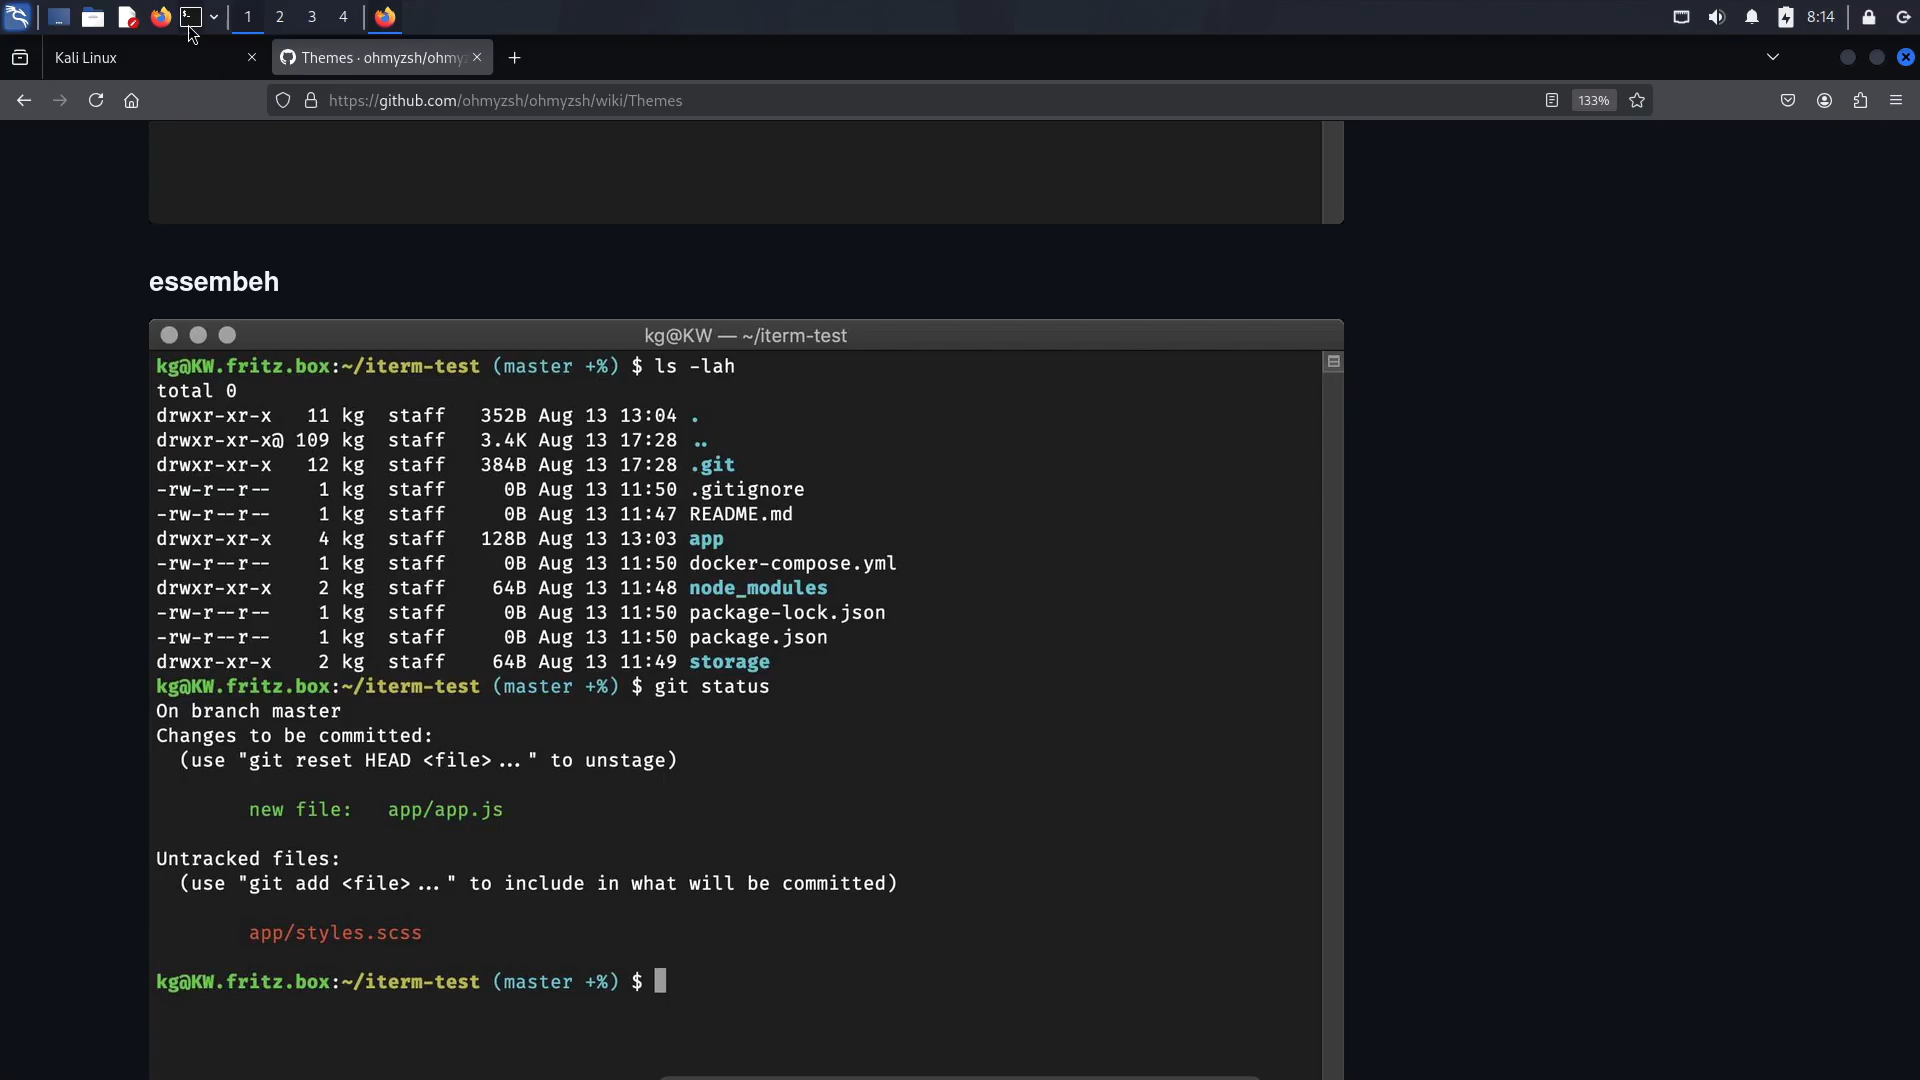 1 2 3 4 8:14
Kali Linux
Themes · ohmyzsh/ohmyz
https://github.com/ohmyzsh/ohmyzsh/wiki/Themes
133%
essembeh
kg@KW — ~/iterm-test
kg@KW.fritz.box:~/iterm-test (master +%) $ ls -lah
total 0
drwxr-xr-x   11 kg  staff   352B Aug 13 13:04 .
drwxr-xr-x@ 109 kg  staff   3.4K Aug 13 17:28 ..
drwxr-xr-x   12 kg  staff   384B Aug 13 17:28 .git
-rw-r--r--    1 kg  staff     0B Aug 13 11:50 .gitignore
-rw-r--r--    1 kg  staff     0B Aug 13 11:47 README.md
drwxr-xr-x    4 kg  staff   128B Aug 13 13:03 app
-rw-r--r--    1 kg  staff     0B Aug 13 11:50 docker-compose.yml
drwxr-xr-x    2 kg  staff    64B Aug 13 11:48 node_modules
-rw-r--r--    1 kg  staff     0B Aug 13 11:50 package-lock.json
-rw-r--r--    1 kg  staff     0B Aug 13 11:50 package.json
drwxr-xr-x    2 kg  staff    64B Aug 13 11:49 storage
kg@KW.fritz.box:~/iterm-test (master +%) $ git status
On branch master
Changes to be committed:
  (use "git reset HEAD <file>..." to unstage)
        new file:   app/app.js
Untracked files:
  (use "git add <file>..." to include in what will be committed)
        app/styles.scss
kg@KW.fritz.box:~/iterm-test (master +%) $